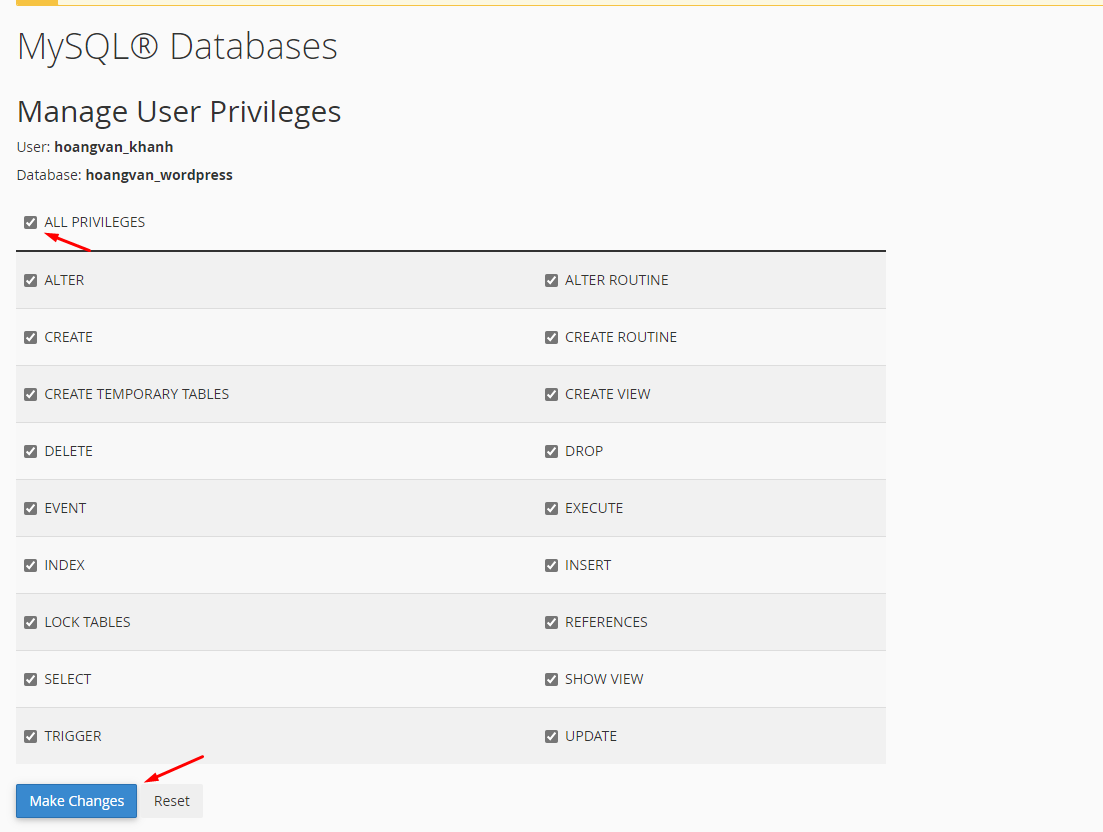 MySQL® Databases
Manage User Privileges
User: hoangvan_khanh
Database: hoangvan_wordpress
ALL PRIVILEGES
ALTER ALTER ROUTINE
CREATE CREATE ROUTINE
CREATE TEMPORARY TABLES CREATE VIEW
DELETE DROP
EVENT EXECUTE
INDEX INSERT
LOCK TABLES REFERENCES
SELECT SHOW VIEW
TRIGGER UPDATE
Make Changes Reset